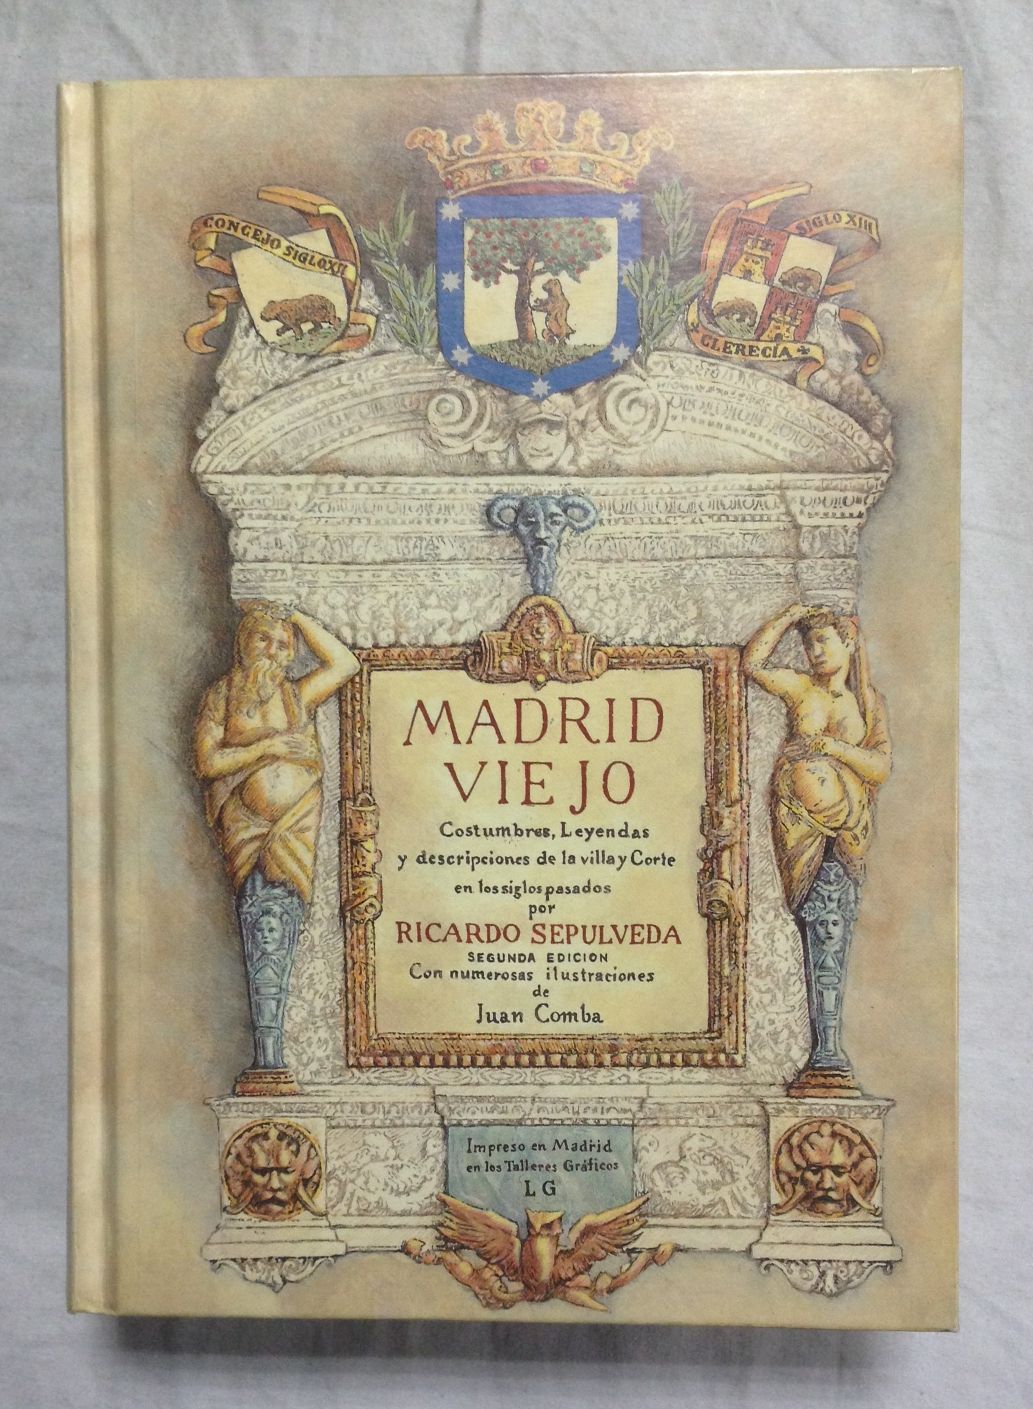 CONCEJO SIGLO XII
SIGLO XIII
CLERECÍA
MADRID
VIEJO
Costumbres, Leyendas
y descripciones de la villa y Corte
en los siglos pasados
por
RICARDO SEPULVEDA
SEGUNDA EDICION
Con numerosas ilustraciones
de
Juan Comba
Impreso en Madrid
en los Talleres Gráficos
LG